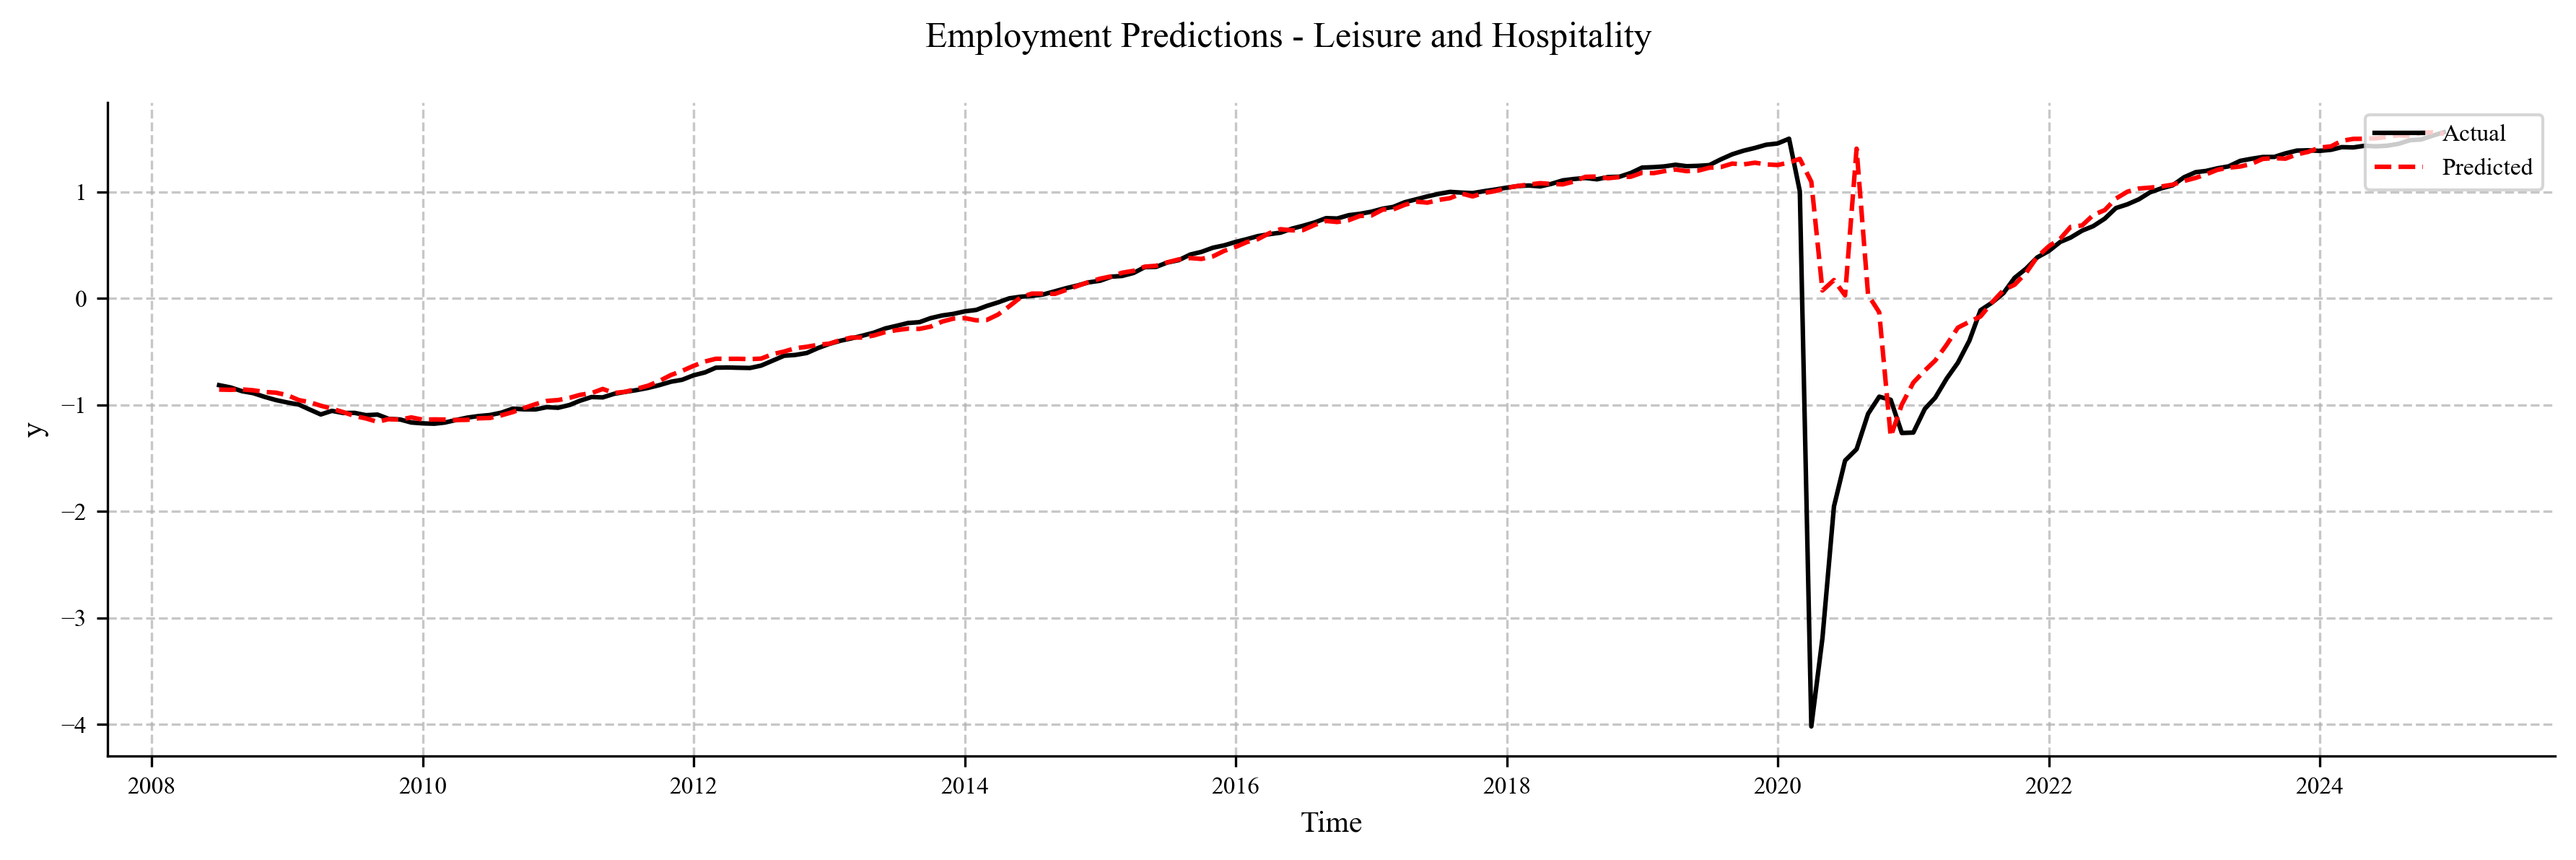 Employment Predictions - Leisure and Hospitality
Actual
Predicted
1
0
−1
−2
−3
−4
y
2008 2010 2012 2014 2016 2018 2020 2022 2024
Time